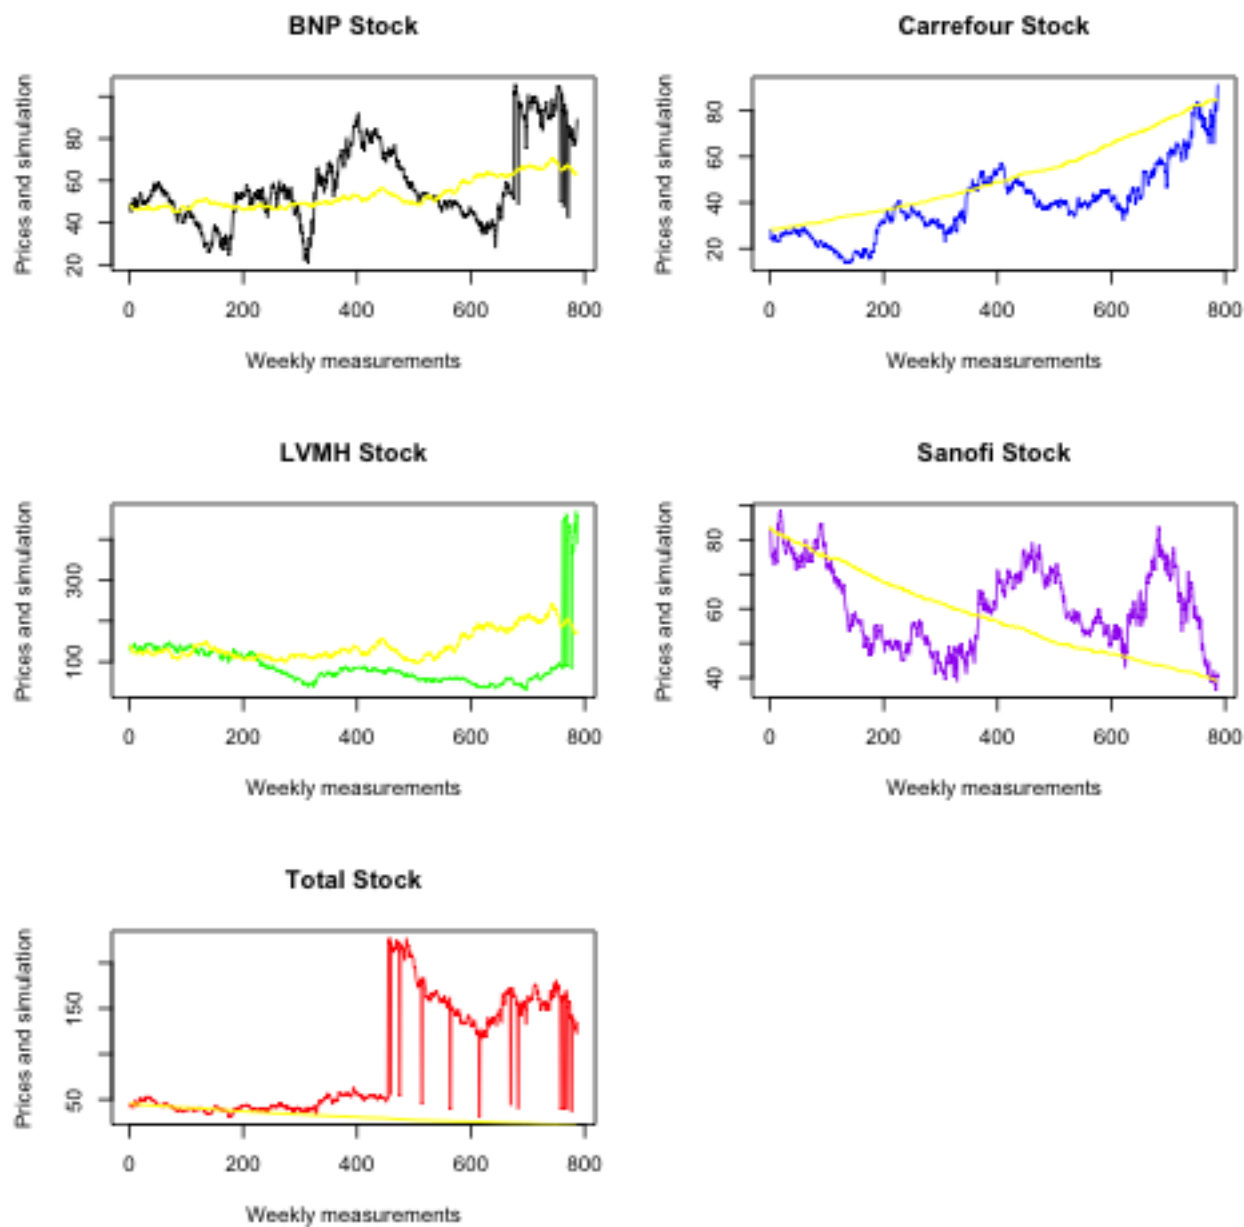 BNP Stock
Prices and simulation
20 40 60 80
0 200 400 600 800
Weekly measurements
Carrefour Stock
Prices and simulation
20 40 60 80
0 200 400 600 800
Weekly measurements
LVMH Stock
Prices and simulation
100 300
0 200 400 600 800
Weekly measurements
Sanofi Stock
Prices and simulation
40 60 80
0 200 400 600 800
Weekly measurements
Total Stock
Prices and simulation
50 150
0 200 400 600 800
Weekly measurements